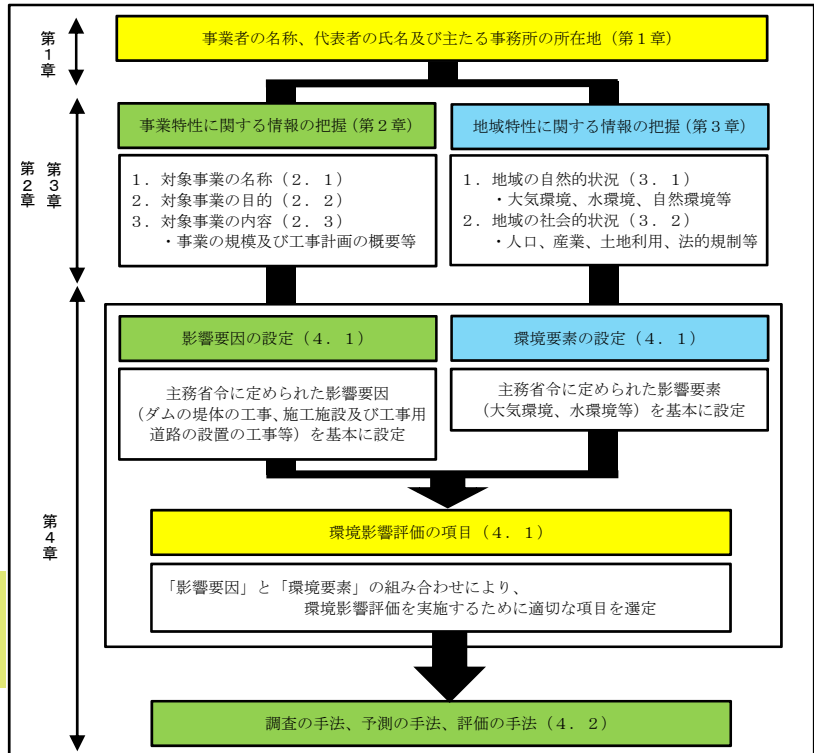 第１章
事業者の名称、代表者の氏名及び主たる事務所の所在地（第１章）
第２章
第３章
事業特性に関する情報の把握（第２章）
１．対象事業の名称（２．１）
２．対象事業の目的（２．２）
３．対象事業の内容（２．３）
・事業の規模及び工事計画の概要等
地域特性に関する情報の把握（第３章）
１．地域の自然的状況（３．１）
・大気環境、水環境、自然環境等
２．地域の社会的状況（３．２）
・人口、産業、土地利用、法的規制等
第４章
影響要因の設定（４．１）
主務省令に定められた影響要因
（ダムの堤体の工事、施工施設及び工事用
道路の設置の工事等）を基本に設定
環境要素の設定（４．１）
主務省令に定められた影響要素
（大気環境、水環境等）を基本に設定
環境影響評価の項目（４．１）
「影響要因」と「環境要素」の組み合わせにより、
環境影響評価を実施するために適切な項目を選定
調査の手法、予測の手法、評価の手法（４．２）